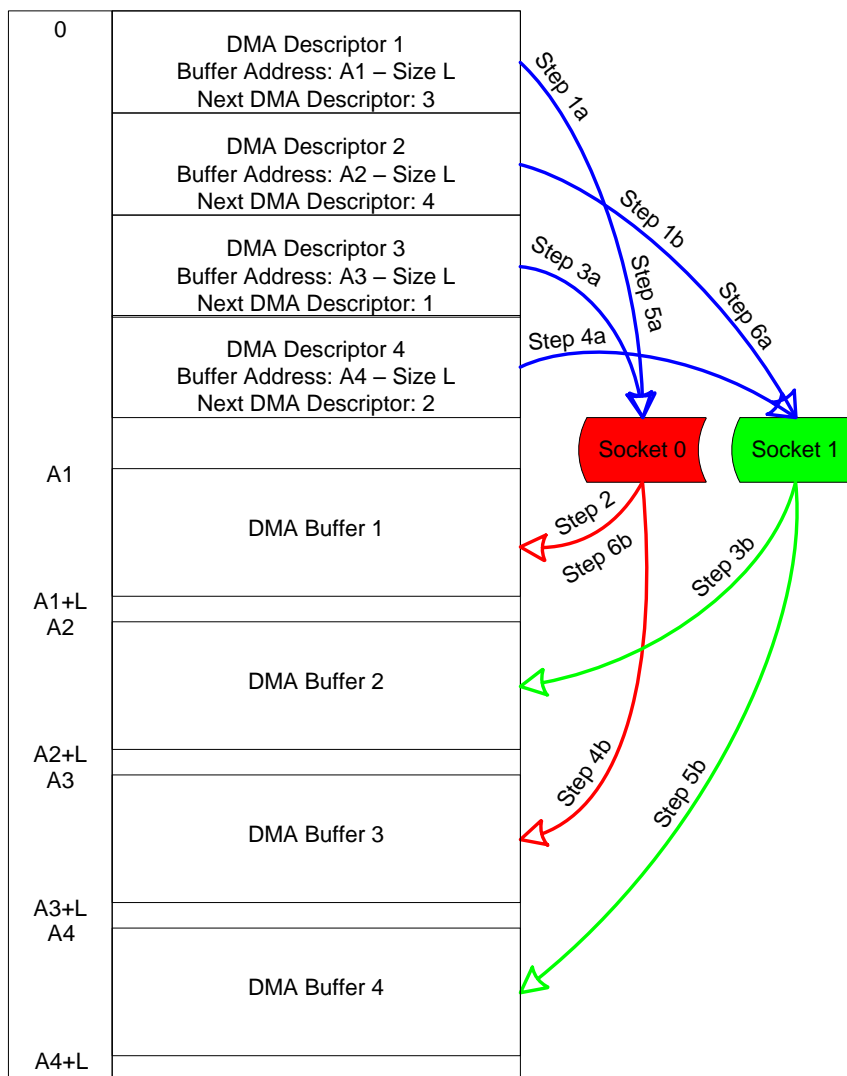 0
DMA Descriptor 1
Buffer Address: A1 – Size L
Next DMA Descriptor: 3
Step 1a
DMA Descriptor 2
Buffer Address: A2 – Size L
Next DMA Descriptor: 4
Step 1b
DMA Descriptor 3
Buffer Address: A3 – Size L
Next DMA Descriptor: 1
Step 3a
Step 5a
Step 6a
DMA Descriptor 4
Buffer Address: A4 – Size L
Next DMA Descriptor: 2
Step 4a
Socket 0
Socket 1
A1
DMA Buffer 1
Step 2
Step 6b
Step 3b
A1+L
A2
DMA Buffer 2
A2+L
A3
Step 4b
Step 5b
DMA Buffer 3
A3+L
A4
DMA Buffer 4
A4+L